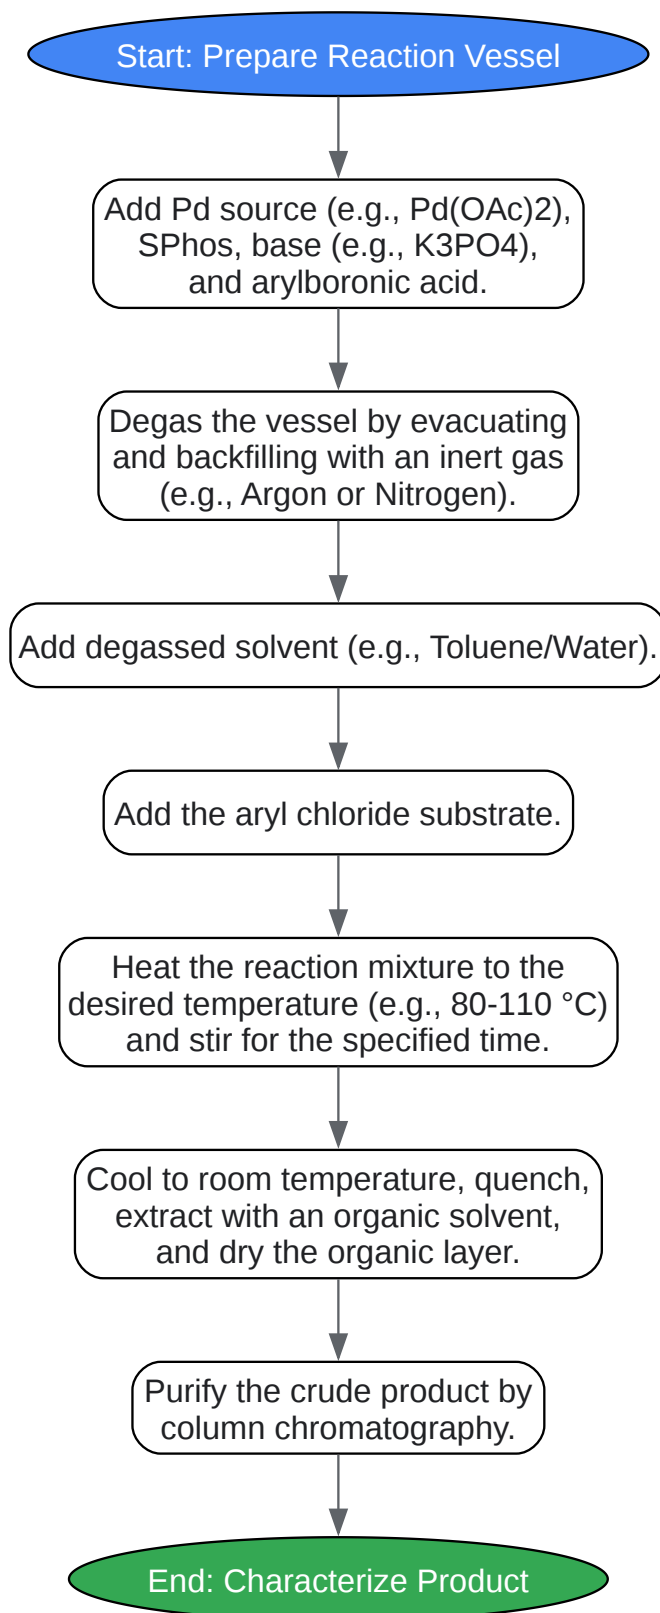 Start: Prepare Reaction Vessel
Add Pd source (e.g., Pd(OAc)2),
SPhos, base (e.g., K3PO4),
and arylboronic acid.
Degas the vessel by evacuating
and backfilling with an inert gas
(e.g., Argon or Nitrogen).
Add degassed solvent (e.g., Toluene/Water).
Add the aryl chloride substrate.
Heat the reaction mixture to the
desired temperature (e.g., 80-110 °C)
and stir for the specified time.
Cool to room temperature, quench,
extract with an organic solvent,
and dry the organic layer.
Purify the crude product by
column chromatography.
End: Characterize Product